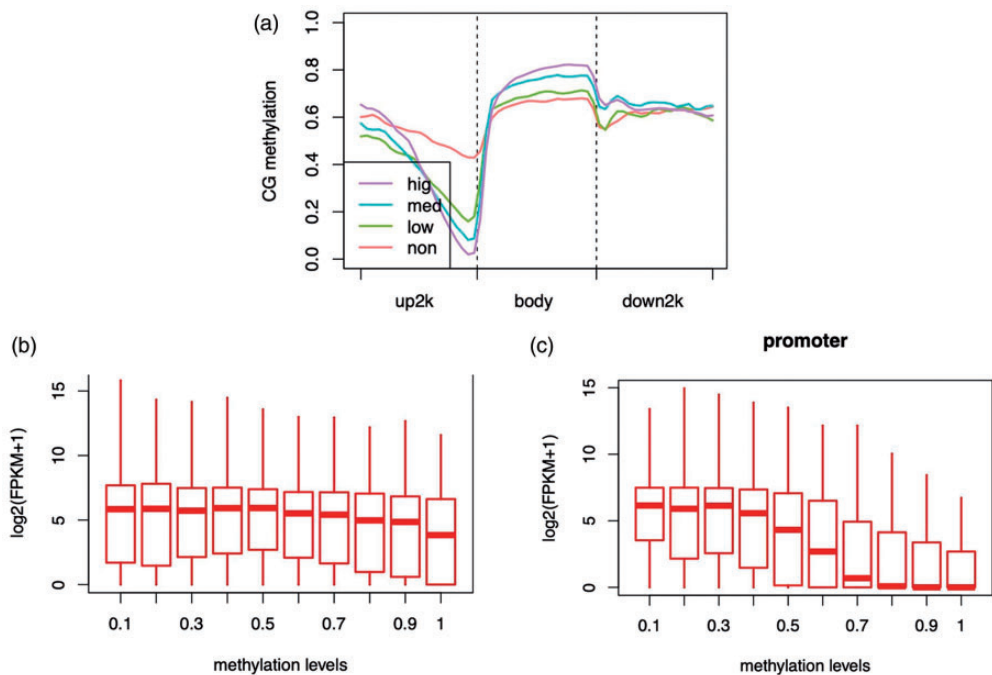 (a)
1.0
0.8
0.6
0.4
0.2
0.0
CG methylation
hig
med
low
non
up2k body down2k
(b)
15
10
5
0
log2(FPKM+1)
0.1 0.3 0.5 0.7 0.9 1
methylation levels
(c)
promoter
15
10
5
0
log2(FPKM+1)
0.1 0.3 0.5 0.7 0.9 1
methylation levels